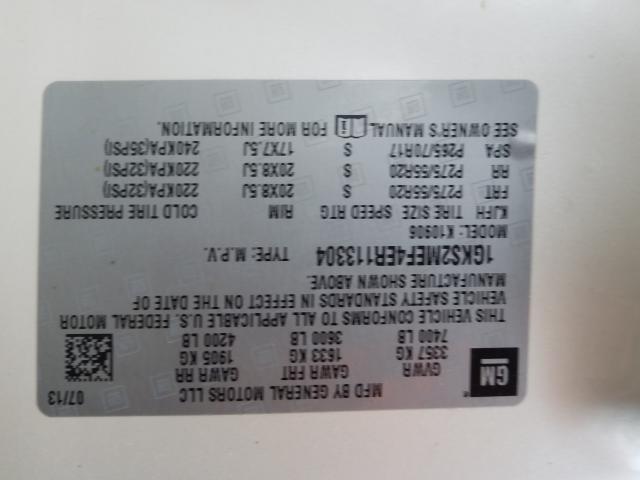 MFD BY GENERAL MOTORS LLC 07/13
GM
GVWR GAWR FRT GAWR RR
3357 KG 1633 KG 1905 KG
7400 LB 3600 LB 4200 LB
THIS VEHICLE CONFORMS TO ALL APPLICABLE U.S. FEDERAL MOTOR
VEHICLE SAFETY STANDARDS IN EFFECT ON THE DATE OF
MANUFACTURE SHOWN ABOVE.
1GKS2MEF4ER113304 TYPE: M.P.V.
MODEL: K10906
KJFH TIRE SIZE SPEED RTG RIM COLD TIRE PRESSURE
FRT P275/55R20 S 20X8.5J 220KPA(32PSI)
RR P275/55R20 S 20X8.5J 220KPA(32PSI)
SPA P265/70R17 S 17X7.5J 240KPA(35PSI)
SEE OWNER'S MANUAL FOR MORE INFORMATION.